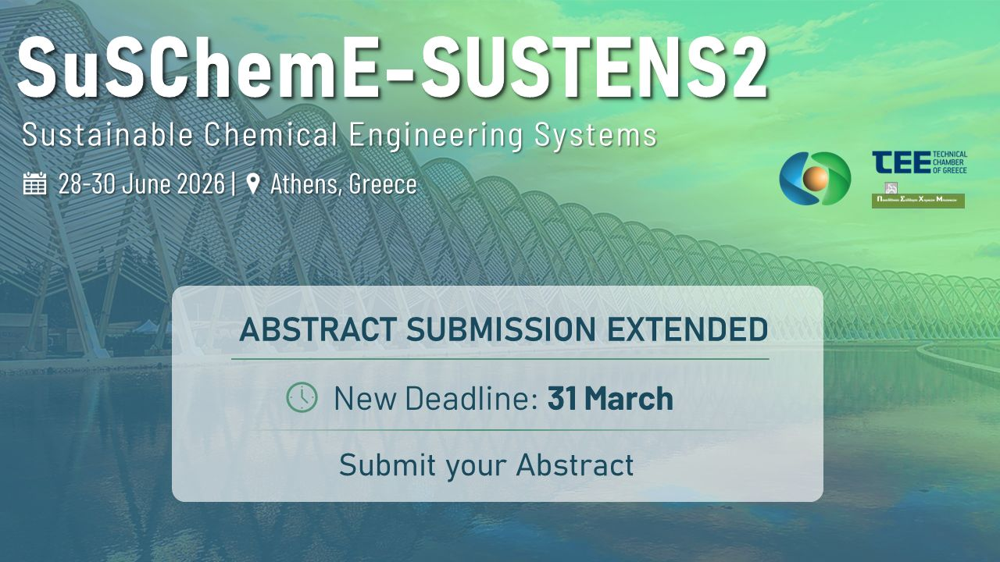 SuSChemE-SUSTENS2
Sustainable Chemical Engineering Systems
28-30 June 2026 | Athens, Greece
TEE TECHNICAL CHAMBER OF GREECE
Πανελλήνιος Σύλλογος Χημικών Μηχανικών
ABSTRACT SUBMISSION EXTENDED
New Deadline: 31 March
Submit your Abstract